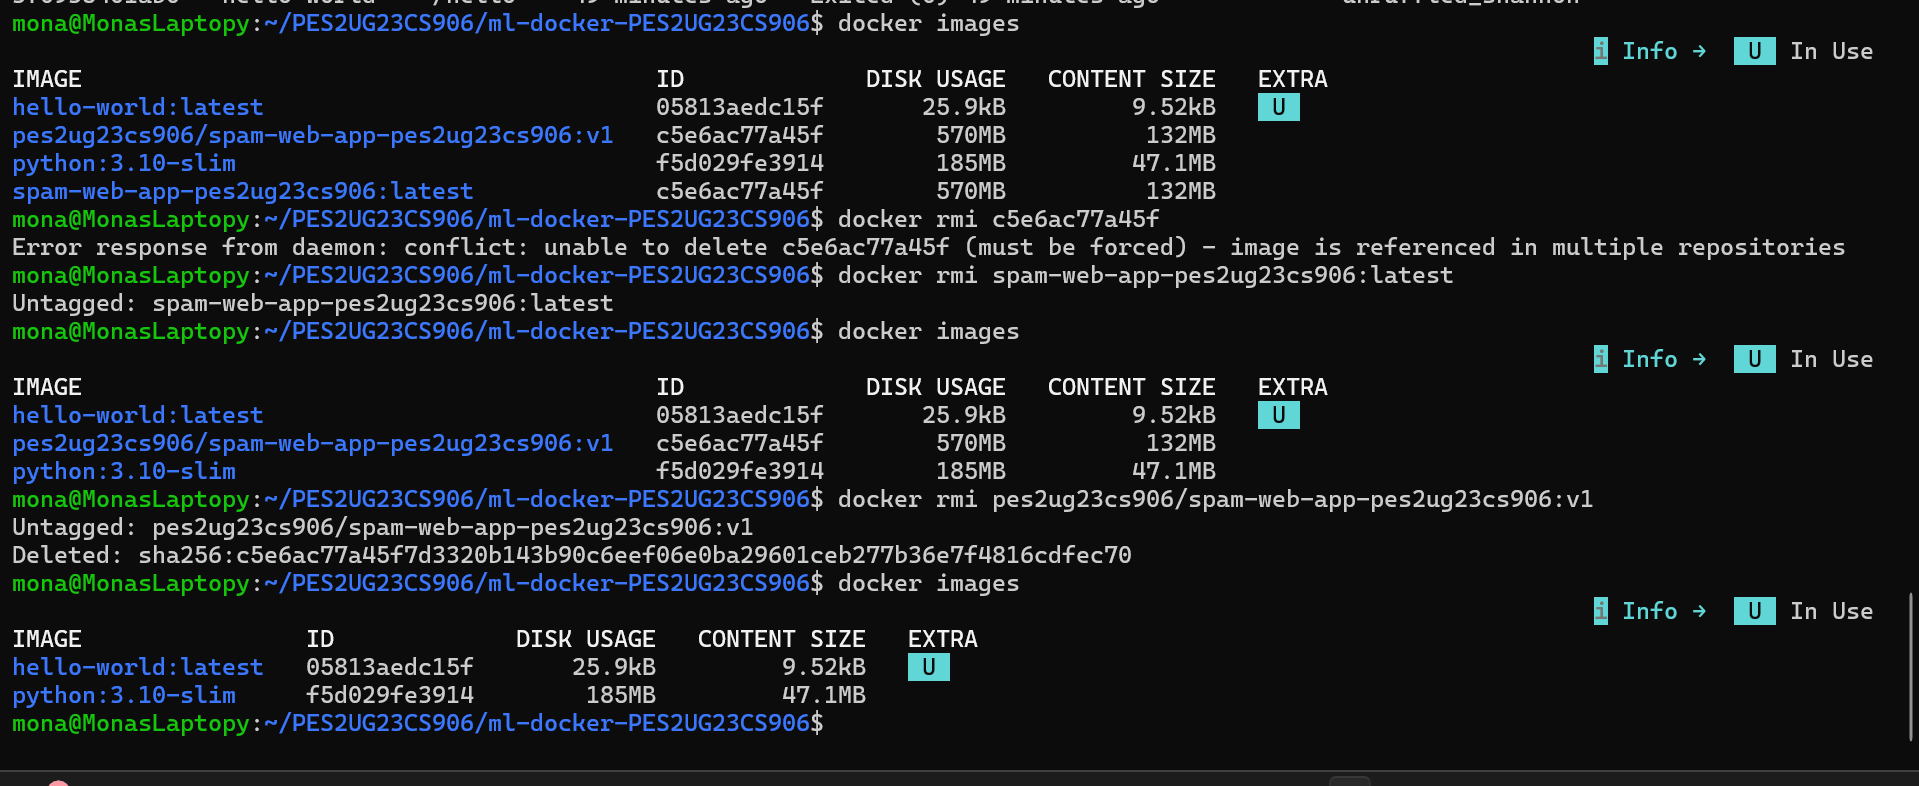 mona@MonasLaptopy:~/PES2UG23CS906/ml-docker-PES2UG23CS906$ docker images
i Info → U In Use
IMAGE ID DISK USAGE CONTENT SIZE EXTRA
hello-world:latest 05813aedc15f 25.9kB 9.52kB U
pes2ug23cs906/spam-web-app-pes2ug23cs906:v1 c5e6ac77a45f 570MB 132MB
python:3.10-slim f5d029fe3914 185MB 47.1MB
spam-web-app-pes2ug23cs906:latest c5e6ac77a45f 570MB 132MB
mona@MonasLaptopy:~/PES2UG23CS906/ml-docker-PES2UG23CS906$ docker rmi c5e6ac77a45f
Error response from daemon: conflict: unable to delete c5e6ac77a45f (must be forced) - image is referenced in multiple repositories
mona@MonasLaptopy:~/PES2UG23CS906/ml-docker-PES2UG23CS906$ docker rmi spam-web-app-pes2ug23cs906:latest
Untagged: spam-web-app-pes2ug23cs906:latest
mona@MonasLaptopy:~/PES2UG23CS906/ml-docker-PES2UG23CS906$ docker images
i Info → U In Use
IMAGE ID DISK USAGE CONTENT SIZE EXTRA
hello-world:latest 05813aedc15f 25.9kB 9.52kB U
pes2ug23cs906/spam-web-app-pes2ug23cs906:v1 c5e6ac77a45f 570MB 132MB
python:3.10-slim f5d029fe3914 185MB 47.1MB
mona@MonasLaptopy:~/PES2UG23CS906/ml-docker-PES2UG23CS906$ docker rmi pes2ug23cs906/spam-web-app-pes2ug23cs906:v1
Untagged: pes2ug23cs906/spam-web-app-pes2ug23cs906:v1
Deleted: sha256:c5e6ac77a45f7d3320b143b90c6eef06e0ba29601ceb277b36e7f4816cdfec70
mona@MonasLaptopy:~/PES2UG23CS906/ml-docker-PES2UG23CS906$ docker images
i Info → U In Use
IMAGE ID DISK USAGE CONTENT SIZE EXTRA
hello-world:latest 05813aedc15f 25.9kB 9.52kB U
python:3.10-slim f5d029fe3914 185MB 47.1MB
mona@MonasLaptopy:~/PES2UG23CS906/ml-docker-PES2UG23CS906$